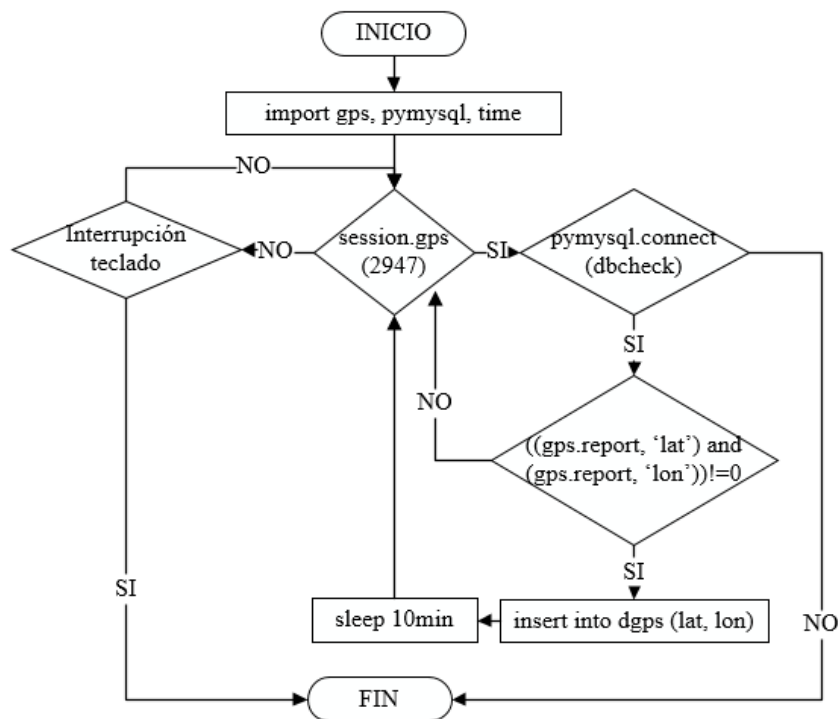 INICIO
import gps, pymysql, time
NO
Interrupción
teclado
NO
session.gps
(2947)
SI
pymysql.connect
(dbcheck)
SI
NO
((gps.report, ‘lat’) and
(gps.report, ‘lon’))!=0
SI
SI
sleep 10min
insert into dgps (lat, lon)
NO
FIN